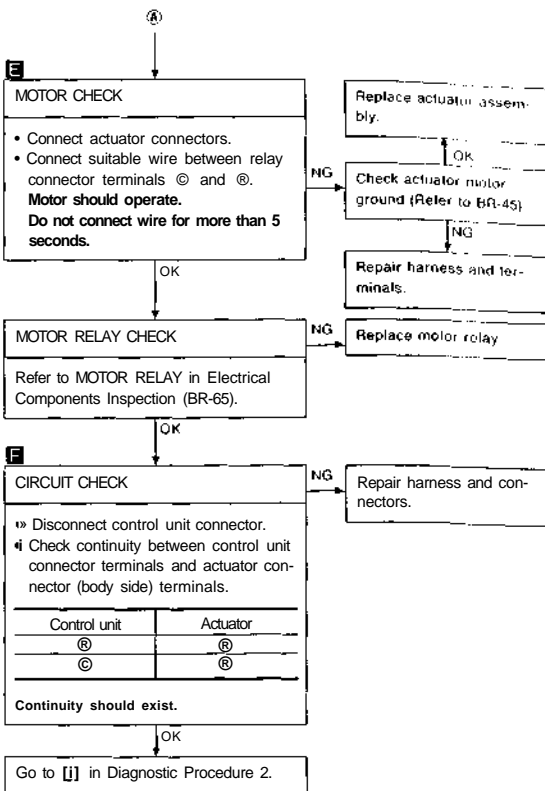 Ⓐ
E
MOTOR CHECK
• Connect actuator connectors.
• Connect suitable wire between relay
connector terminals © and ®.
Motor should operate.
Do not connect wire for more than 5
seconds.
NG
OK
Replace actuator assem-
bly.
OK
Check actuator motor
ground (Refer to BR-45)
NG
Repair harness and ter-
minals.
MOTOR RELAY CHECK
Refer to MOTOR RELAY in Electrical
Components Inspection (BR-65).
NG
Replace motor relay
OK
F
CIRCUIT CHECK
Disconnect control unit connector.
Check continuity between control unit
connector terminals and actuator con-
nector (body side) terminals.
Control unit Actuator
® ®
© ®
Continuity should exist.
NG
Repair harness and con-
nectors.
OK
Go to [j] in Diagnostic Procedure 2.